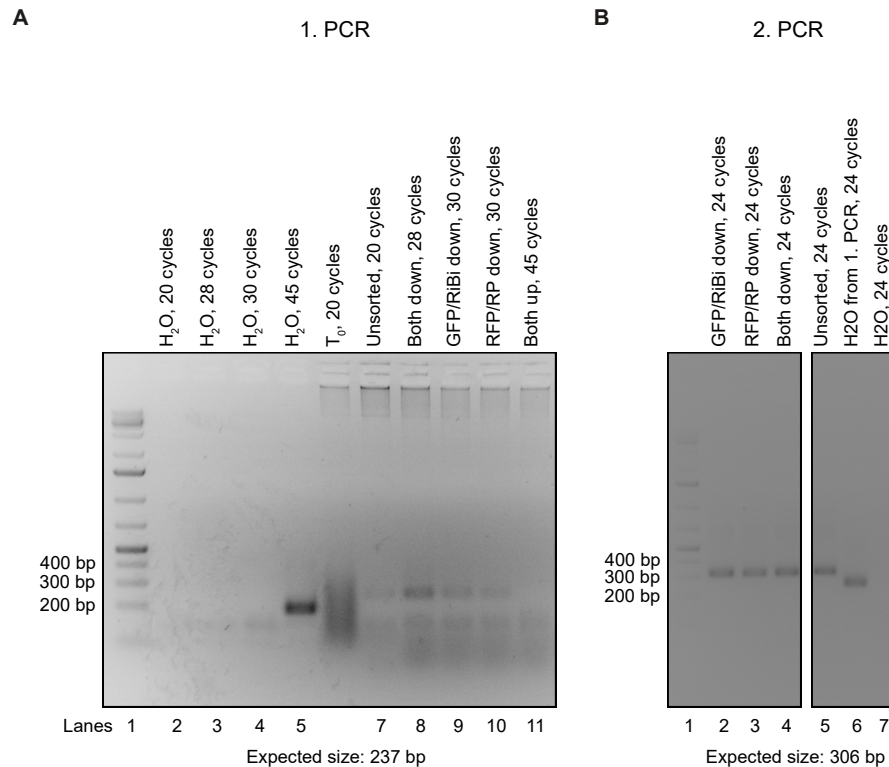 A
1. PCR
H₂O, 20 cycles
H₂O, 28 cycles
H₂O, 30 cycles
H₂O, 45 cycles
T₀, 20 cycles
Unsorted, 20 cycles
Both down, 28 cycles
GFP/RiBi down, 30 cycles
RFP/RP down, 30 cycles
Both up, 45 cycles
400 bp
300 bp
200 bp
Lanes 1 2 3 4 5 7 8 9 10 11
Expected size: 237 bp
B
2. PCR
GFP/RiBi down, 24 cycles
RFP/RP down, 24 cycles
Both down, 24 cycles
Unsorted, 24 cycles
H2O from 1. PCR, 24 cycles
H2O, 24 cycles
400 bp
300 bp
200 bp
1 2 3 4 5 6 7
Expected size: 306 bp